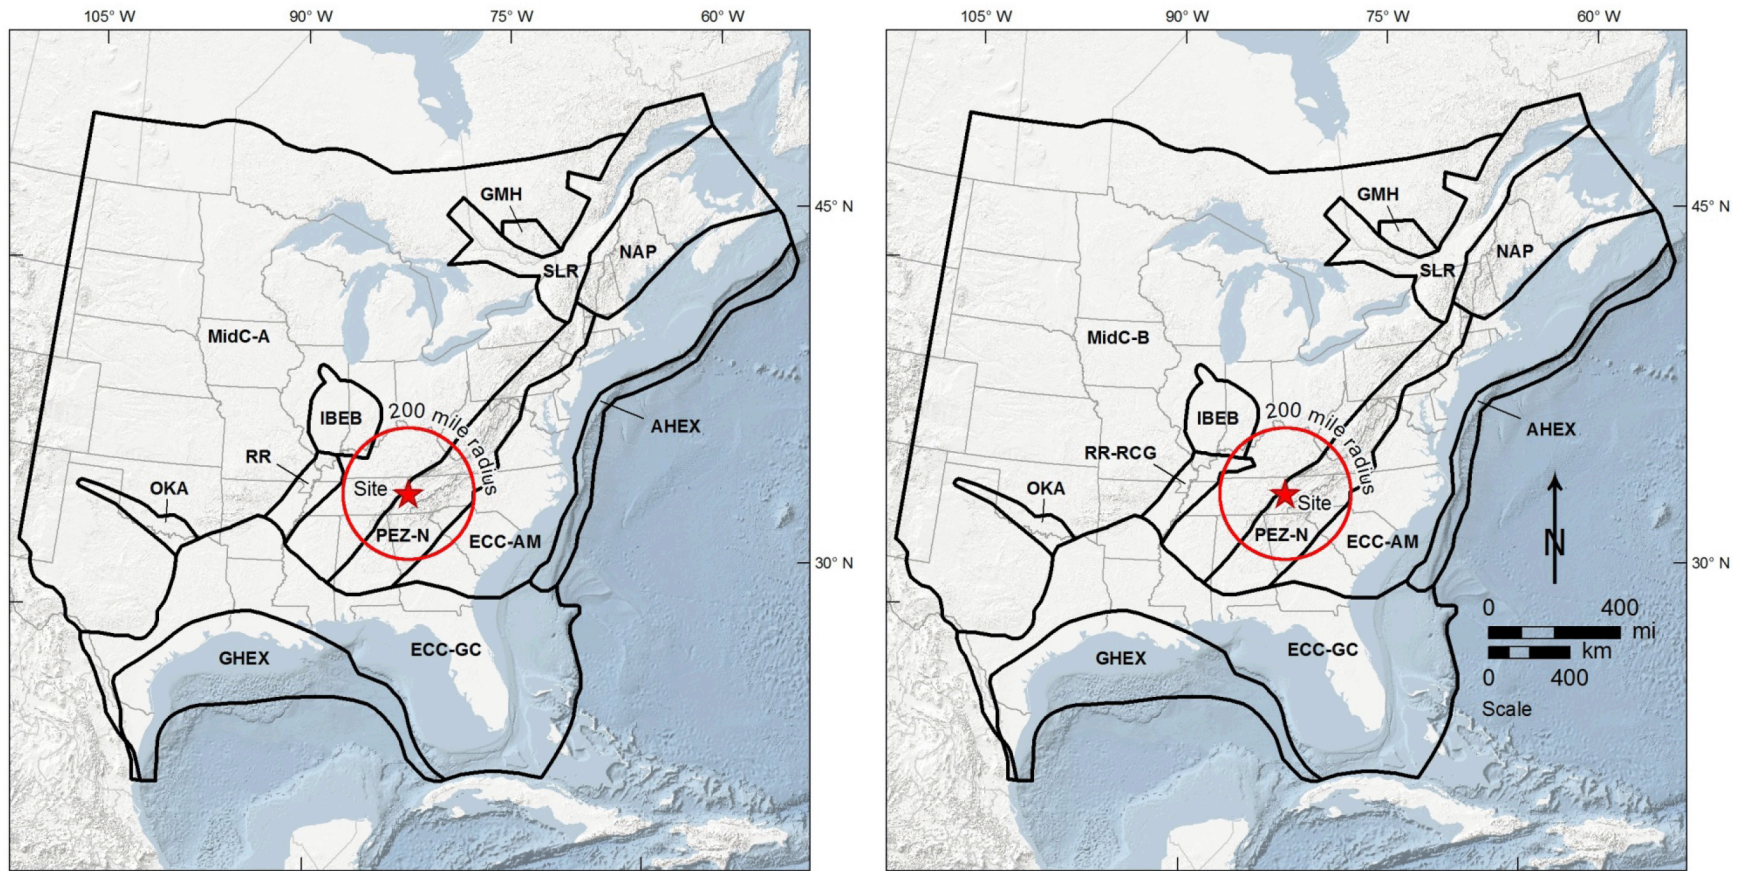 105° W 90° W 75° W 60° W
105° W 90° W 75° W 60° W
GMH
45° N
NAP
SLR
MidC-A
IBEB
200 mile radius
AHEX
RR
OKA
Site
PEZ-N
ECC-AM
30° N
ECC-GC
GHEX
GMH
45° N
NAP
SLR
MidC-B
IBEB
200 mile radius
AHEX
RR-RCG
OKA
Site
PEZ-N
ECC-AM
N
30° N
0 400
mi
km
0 400
Scale
ECC-GC
GHEX